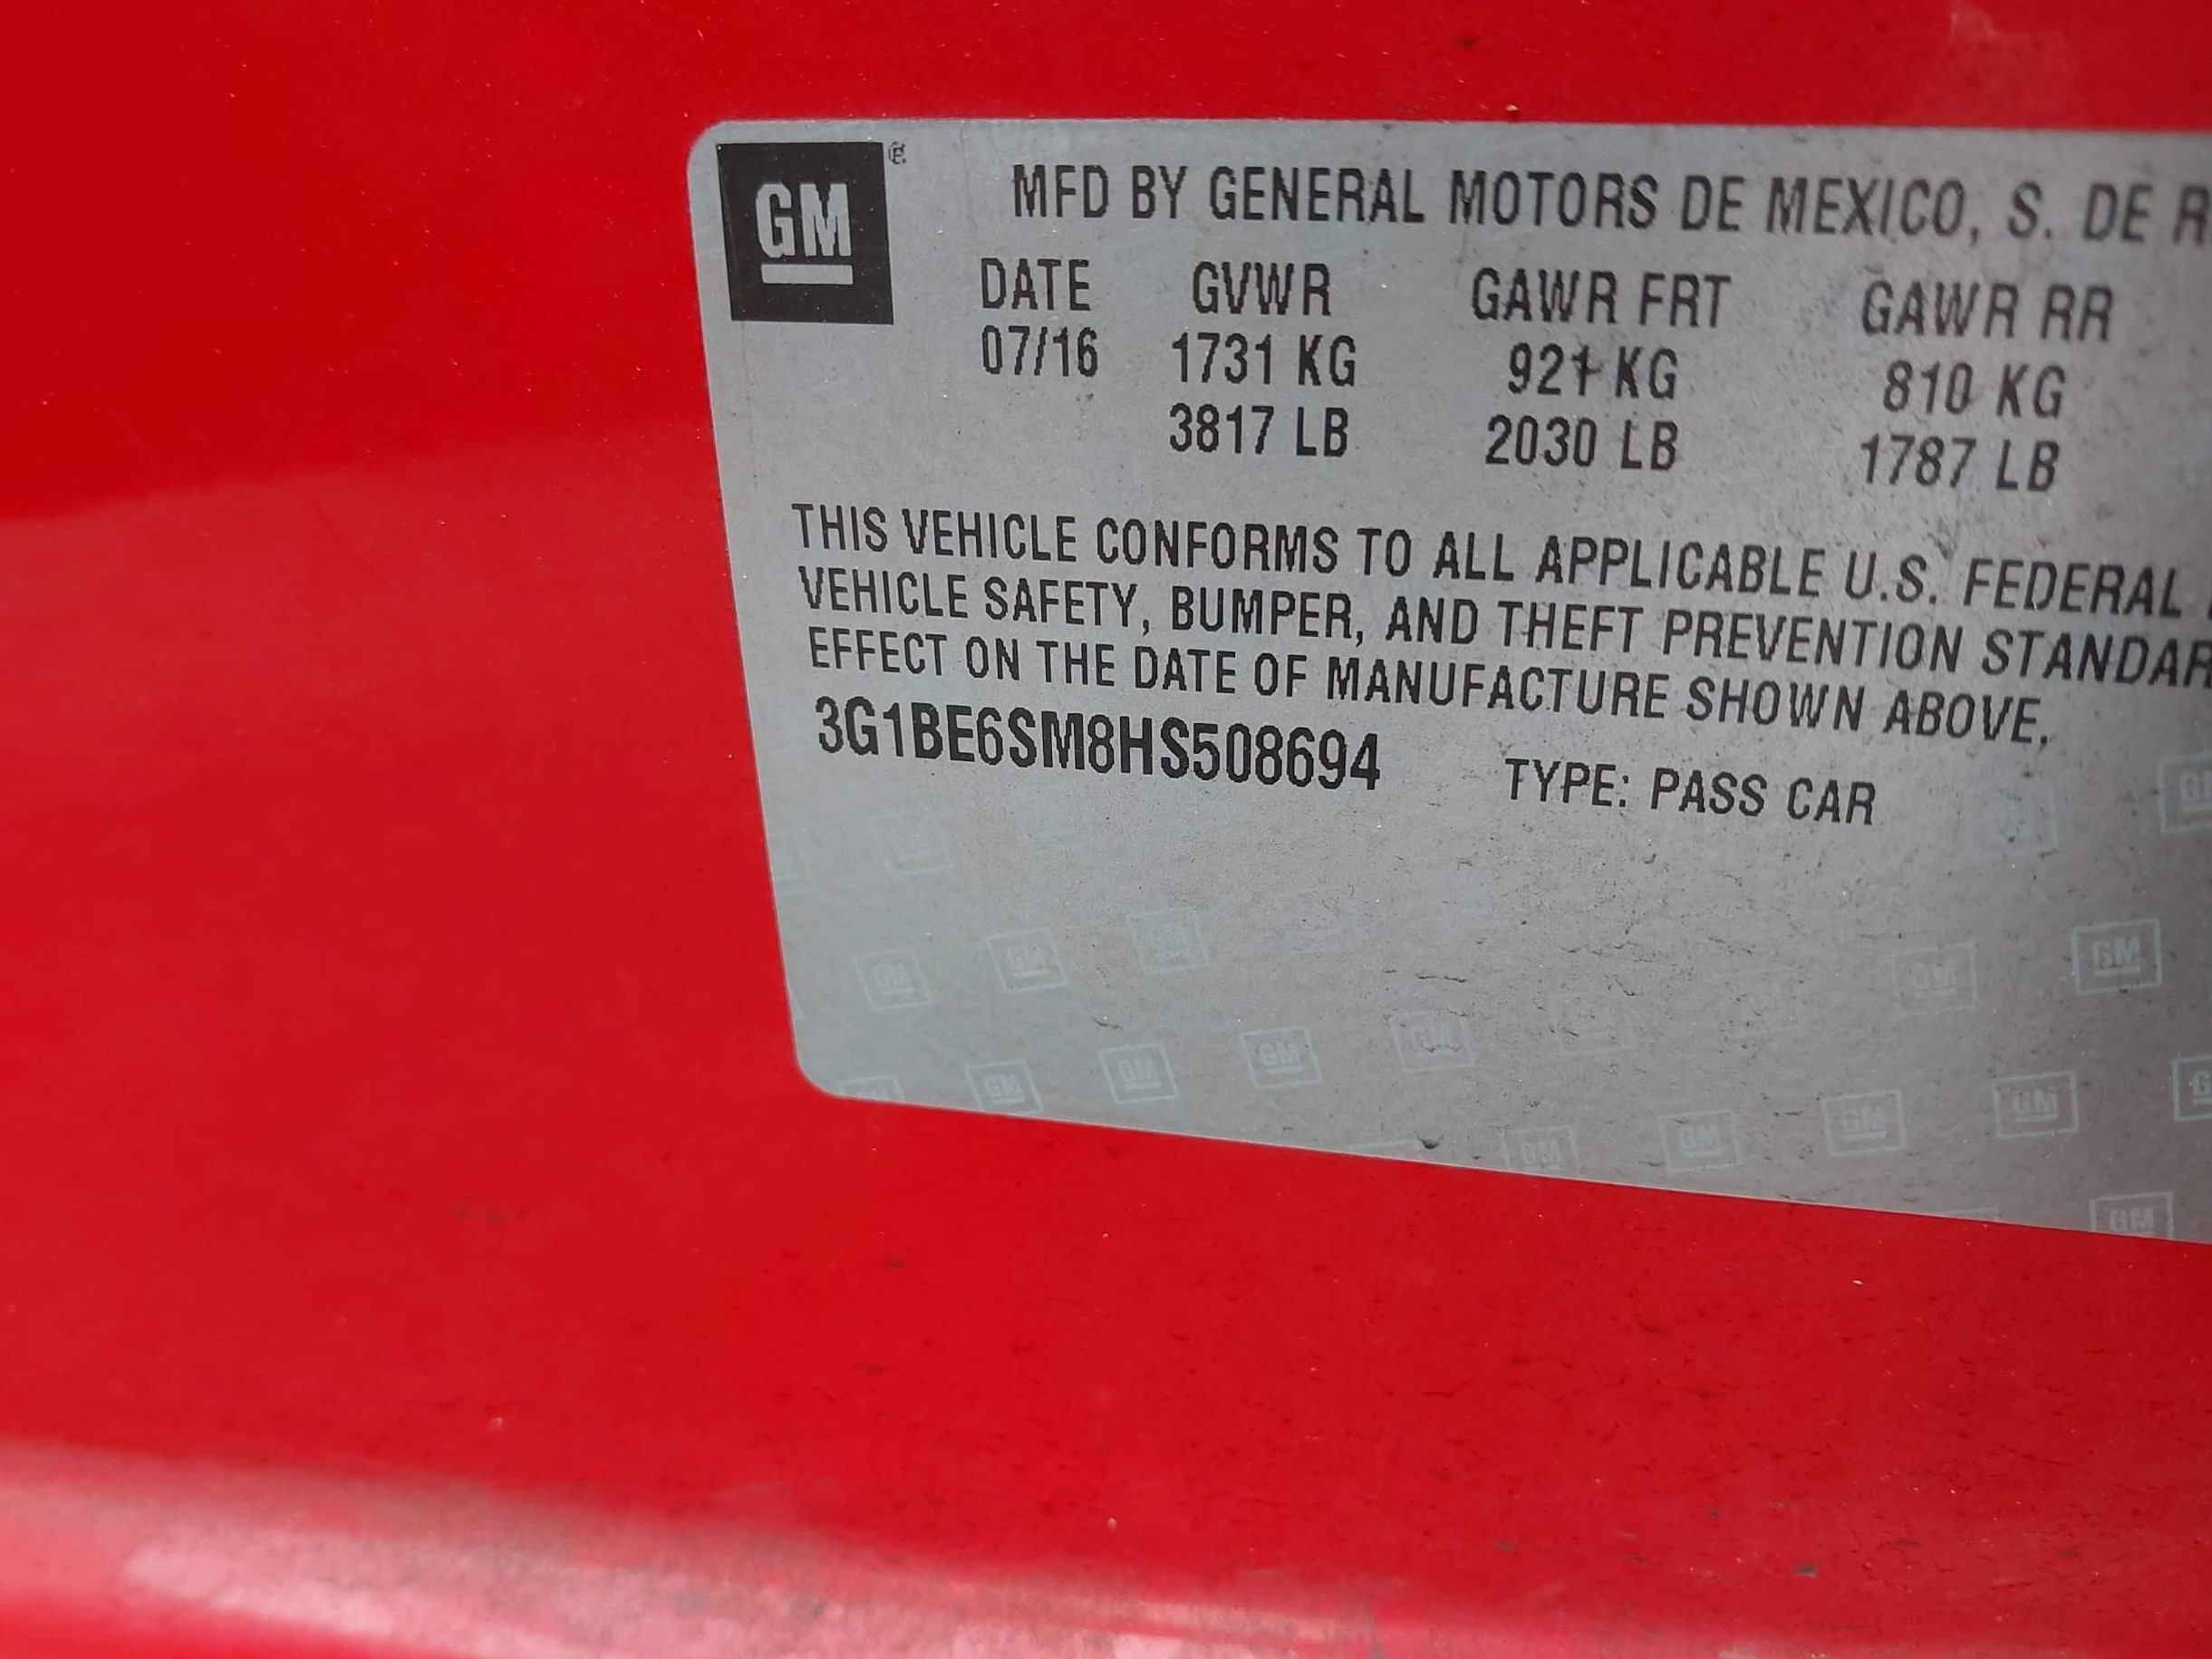 GM
MFD BY GENERAL MOTORS DE MEXICO, S. DE R
DATE GVWR GAWR FRT GAWR RR
07/16 1731 KG 921 KG 810 KG
3817 LB 2030 LB 1787 LB
THIS VEHICLE CONFORMS TO ALL APPLICABLE U.S. FEDERAL
VEHICLE SAFETY, BUMPER, AND THEFT PREVENTION STANDAR
EFFECT ON THE DATE OF MANUFACTURE SHOWN ABOVE.
3G1BE6SM8HS508694 TYPE: PASS CAR